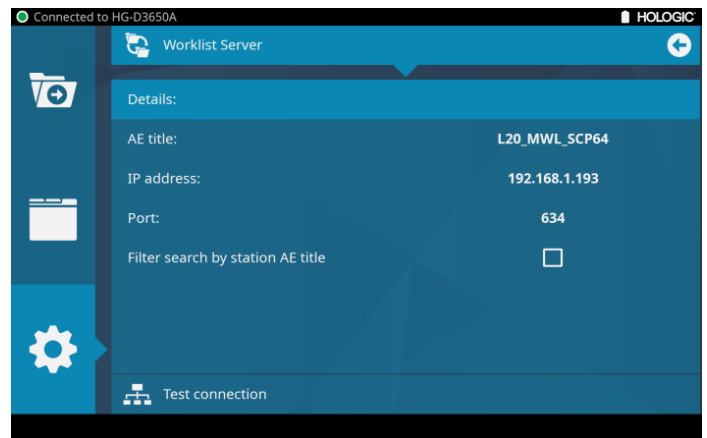 Connected to HG-D3650A
HOLOGIC
Worklist Server
Details:
AE title: L20_MWL_SCP64
IP address: 192.168.1.193
Port: 634
Filter search by station AE title
Test connection